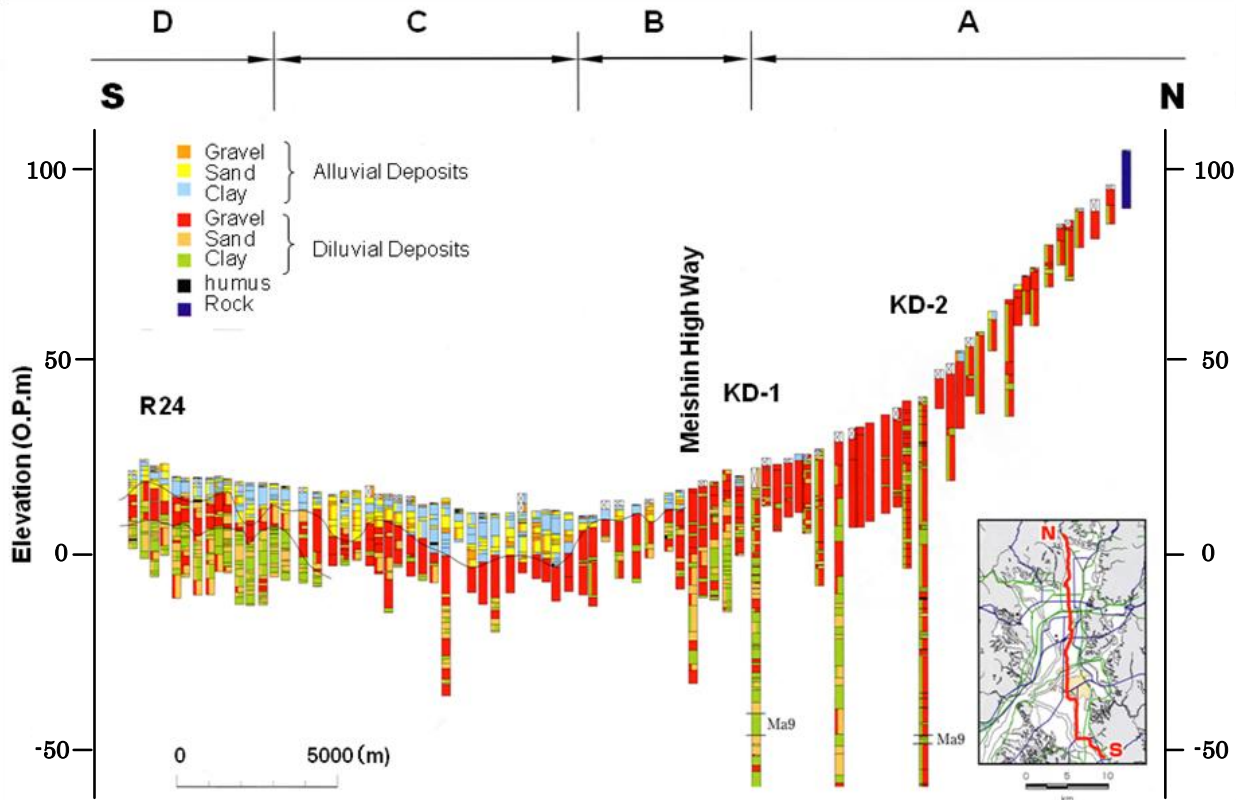 D C B A
S N
Gravel
Sand
Clay
Alluvial Deposits
Gravel
Sand
Clay
Diluvial Deposits
humus
Rock
100
50
0
-50
Elevation (O.P.m)
R24
Meishin High Way
KD-1
KD-2
Ma9
Ma9
100
50
0
-50
0 5000 (m)
N
S
0 5 10
km